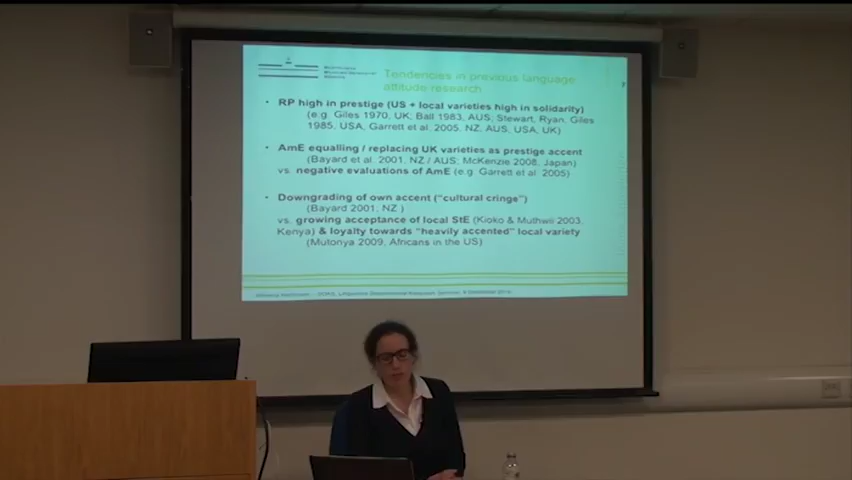 Tendencies in previous language
attitude research
• RP high in prestige (US + local varieties high in solidarity)
(e.g. Giles 1970, UK; Ball 1983, AUS; Stewart, Ryan, Giles
1985, USA, Garrett et al. 2005, NZ, AUS, USA, UK)
• AmE equalling / replacing UK varieties as prestige accent
(Bayard et al. 2001, NZ / AUS; McKenzie 2008, Japan)
vs. negative evaluations of AmE (e.g. Garrett et al. 2005)
• Downgrading of own accent ("cultural cringe")
(Bayard 2001, NZ )
vs. growing acceptance of local StE (Kioko & Muthwii 2003,
Kenya) & loyalty towards "heavily accented" local variety
(Mutonya 2009, Africans in the US)